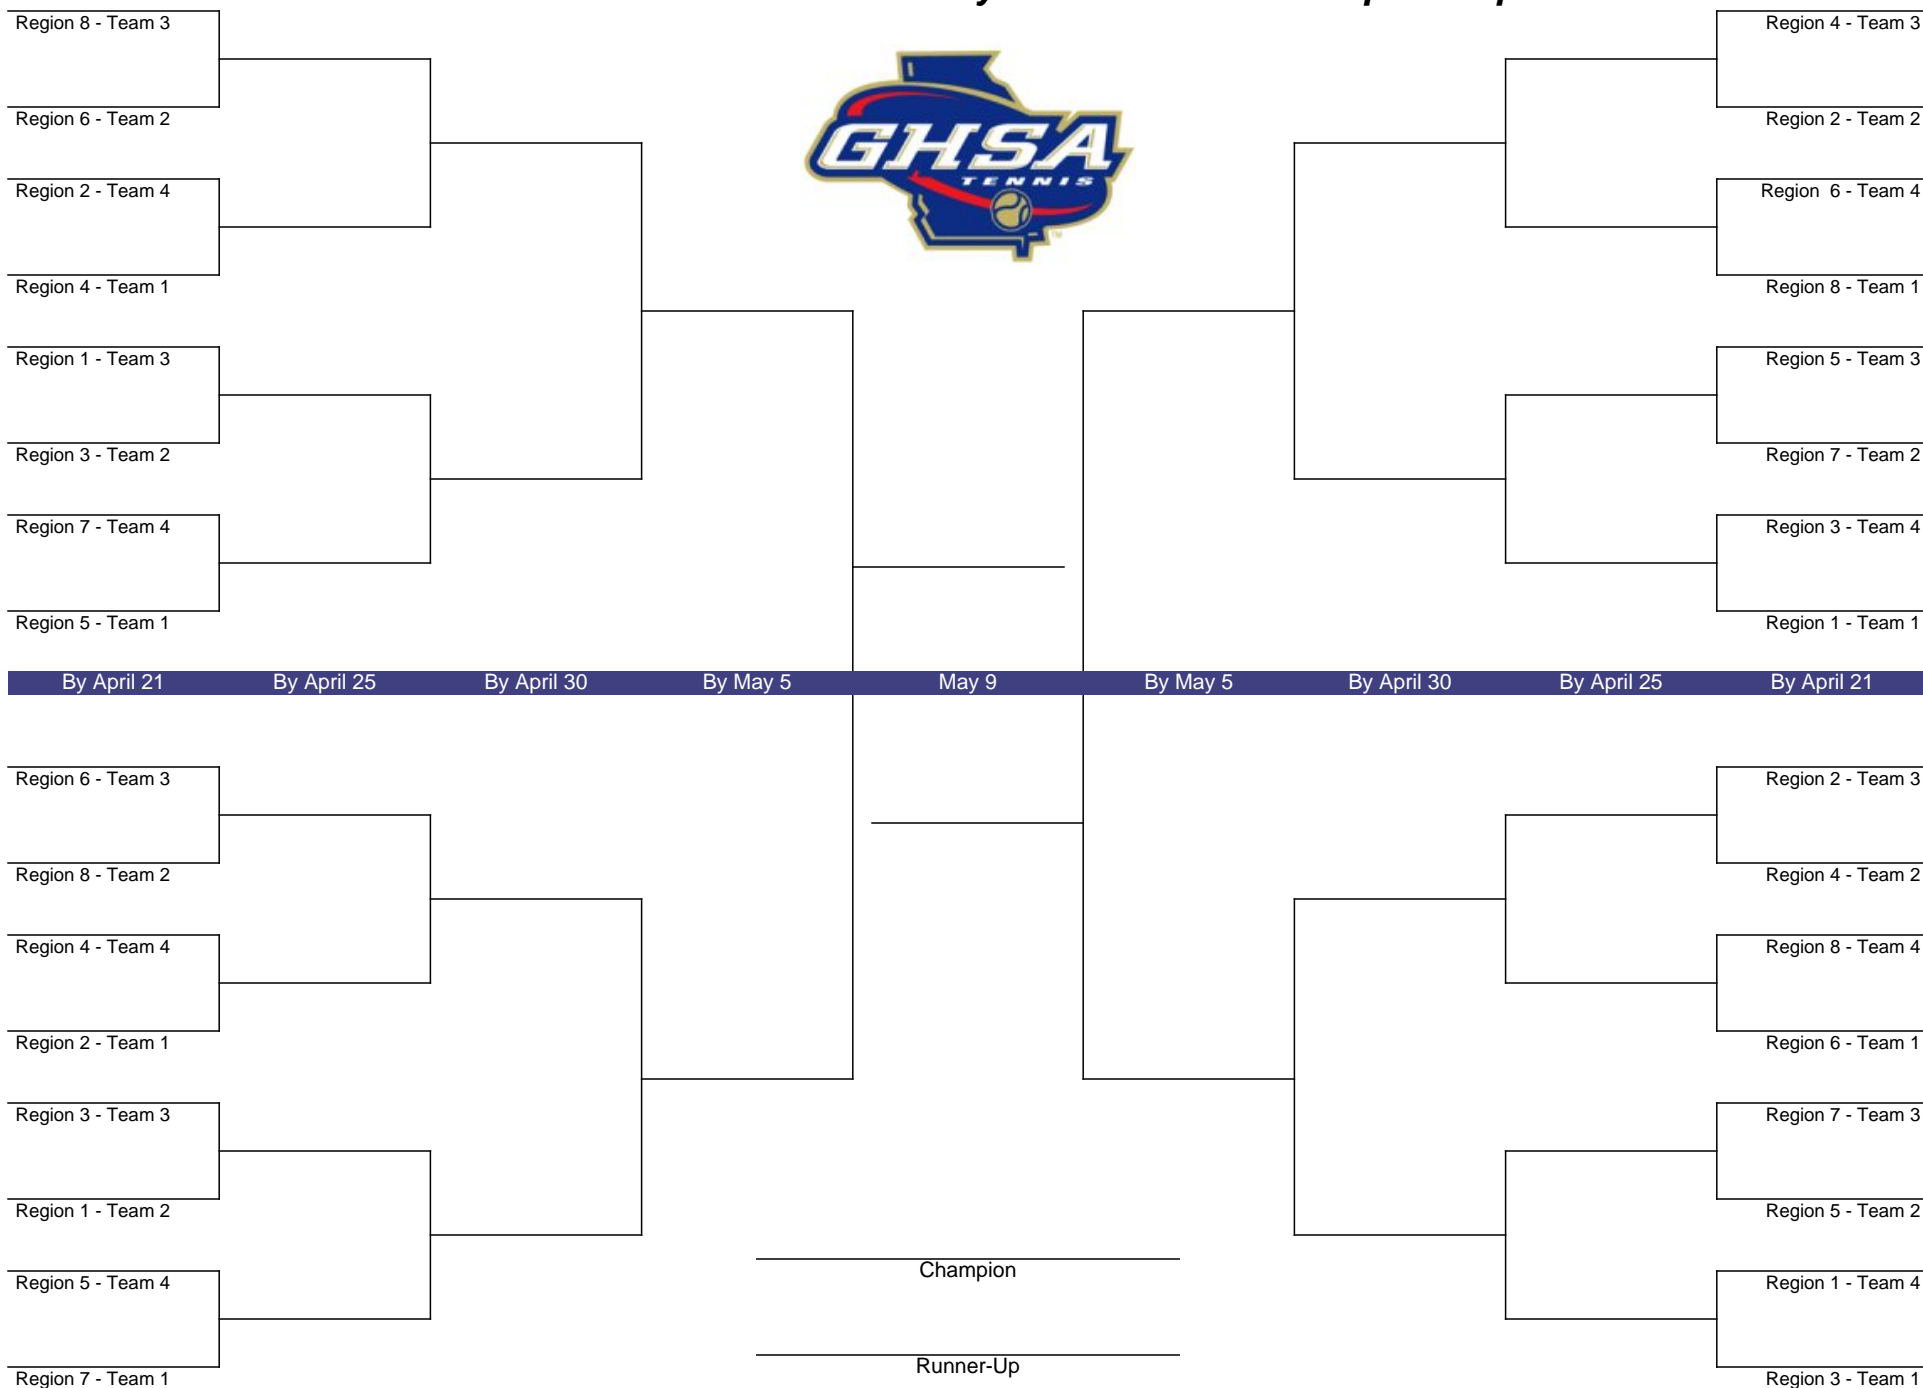 Region 8 - Team 3
Region 6 - Team 2
Region 2 - Team 4
Region 4 - Team 1
Region 1 - Team 3
Region 3 - Team 2
Region 7 - Team 4
Region 5 - Team 1
GHSA
TENNIS
TM
Region 4 - Team 3
Region 2 - Team 2
Region  6 - Team 4
Region 8 - Team 1
Region 5 - Team 3
Region 7 - Team 2
Region 3 - Team 4
Region 1 - Team 1
By April 21 By April 25 By April 30 By May 5 May 9 By May 5 By April 30 By April 25 By April 21
Region 6 - Team 3
Region 8 - Team 2
Region 4 - Team 4
Region 2 - Team 1
Region 3 - Team 3
Region 1 - Team 2
Region 5 - Team 4
Region 7 - Team 1
Champion
Runner-Up
Region 2 - Team 3
Region 4 - Team 2
Region 8 - Team 4
Region 6 - Team 1
Region 7 - Team 3
Region 5 - Team 2
Region 1 - Team 4
Region 3 - Team 1